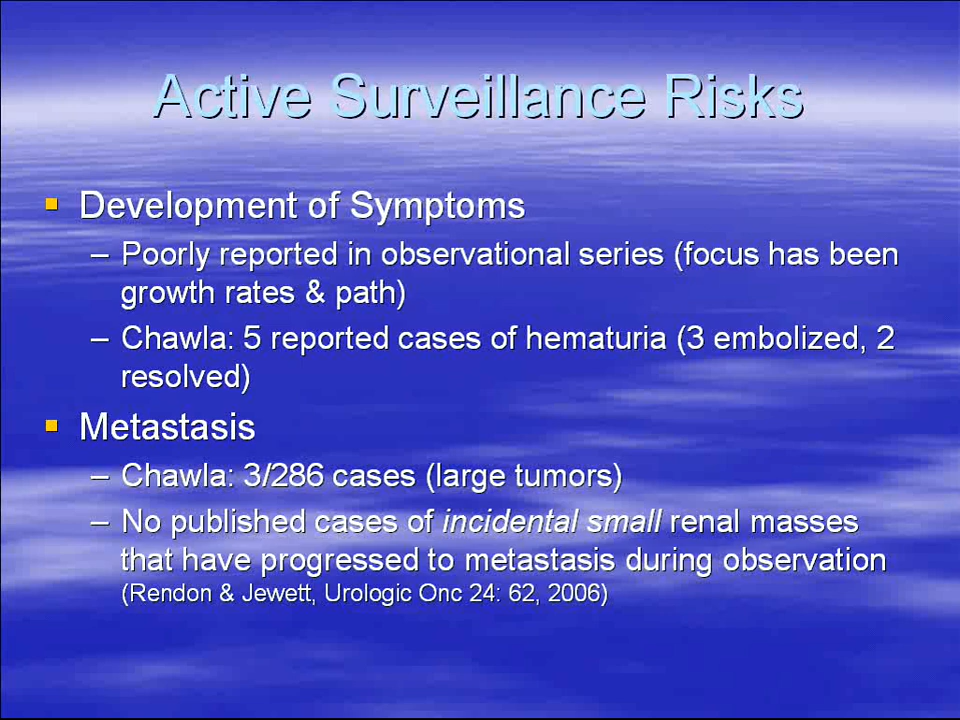 Active Surveillance Risks
▪ Development of Symptoms
– Poorly reported in observational series (focus has been
growth rates & path)
– Chawla: 5 reported cases of hematuria (3 embolized, 2
resolved)
▪ Metastasis
– Chawla: 3/286 cases (large tumors)
– No published cases of incidental small renal masses
that have progressed to metastasis during observation
(Rendon & Jewett, Urologic Onc 24: 62, 2006)